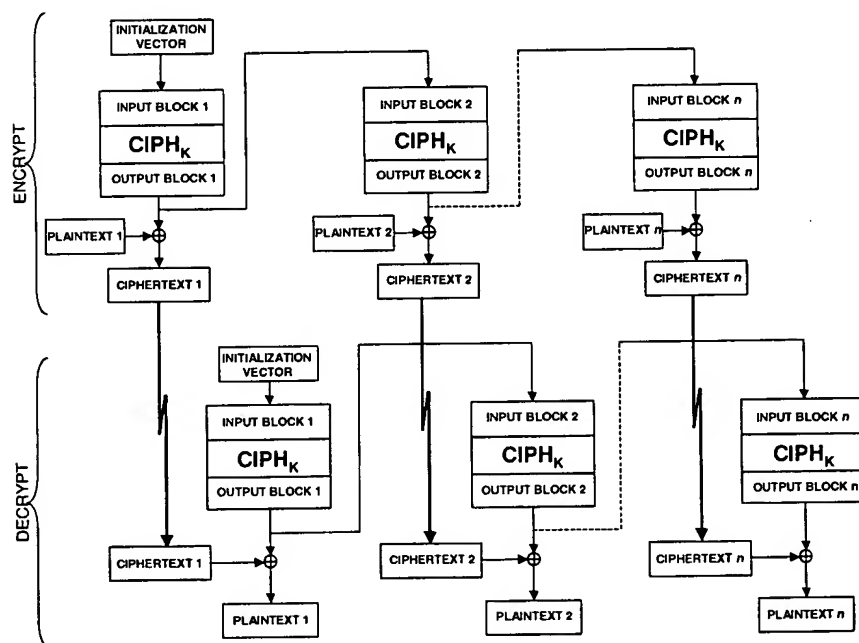 ENCRYPT
INITIALIZATION
VECTOR
INPUT BLOCK 1
CIPHK
OUTPUT BLOCK 1
PLAINTEXT 1
CIPHERTEXT 1
INPUT BLOCK 2
CIPHK
OUTPUT BLOCK 2
PLAINTEXT 2
CIPHERTEXT 2
INPUT BLOCK n
CIPHK
OUTPUT BLOCK n
PLAINTEXT n
CIPHERTEXT n
DECRYPT
INITIALIZATION
VECTOR
INPUT BLOCK 1
CIPHK
OUTPUT BLOCK 1
CIPHERTEXT 1
PLAINTEXT 1
INPUT BLOCK 2
CIPHK
OUTPUT BLOCK 2
CIPHERTEXT 2
PLAINTEXT 2
INPUT BLOCK n
CIPHK
OUTPUT BLOCK n
CIPHERTEXT n
PLAINTEXT n